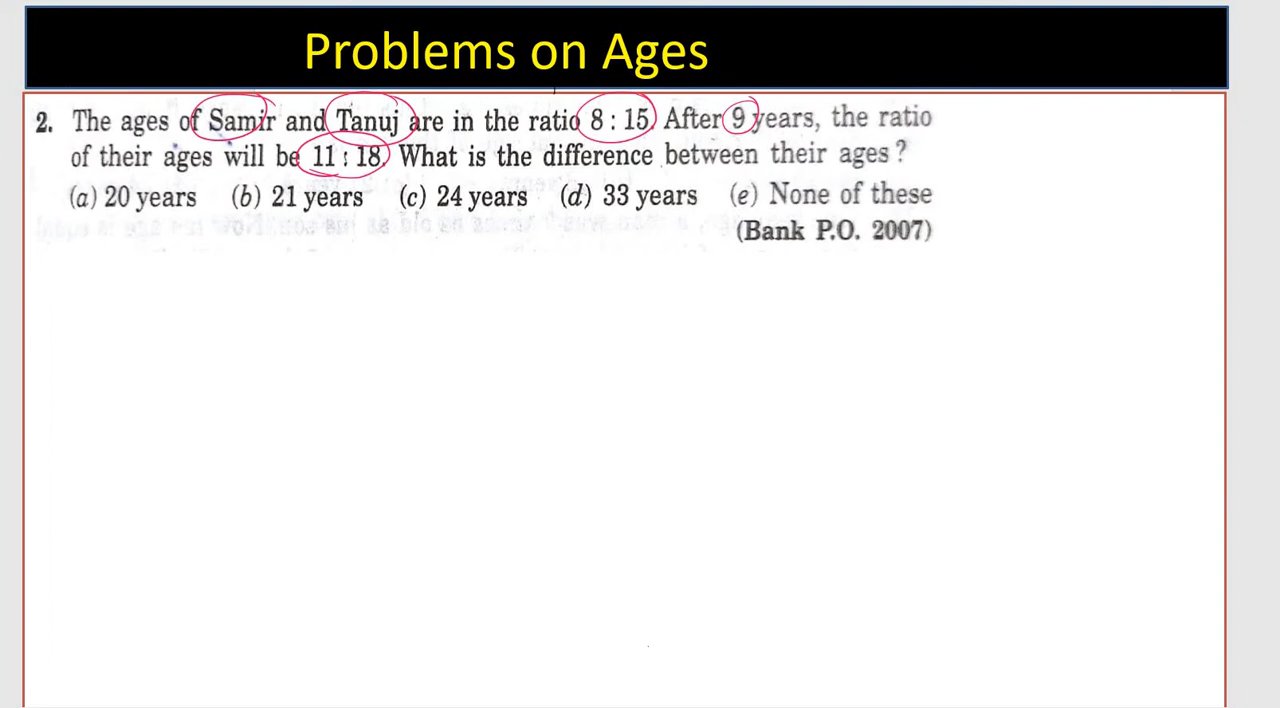 Problems on Ages
2. The ages of Samir and Tanuj are in the ratio 8 : 15. After 9 years, the ratio
of their ages will be 11 : 18. What is the difference between their ages ?
(a) 20 years (b) 21 years (c) 24 years (d) 33 years (e) None of these
(Bank P.O. 2007)